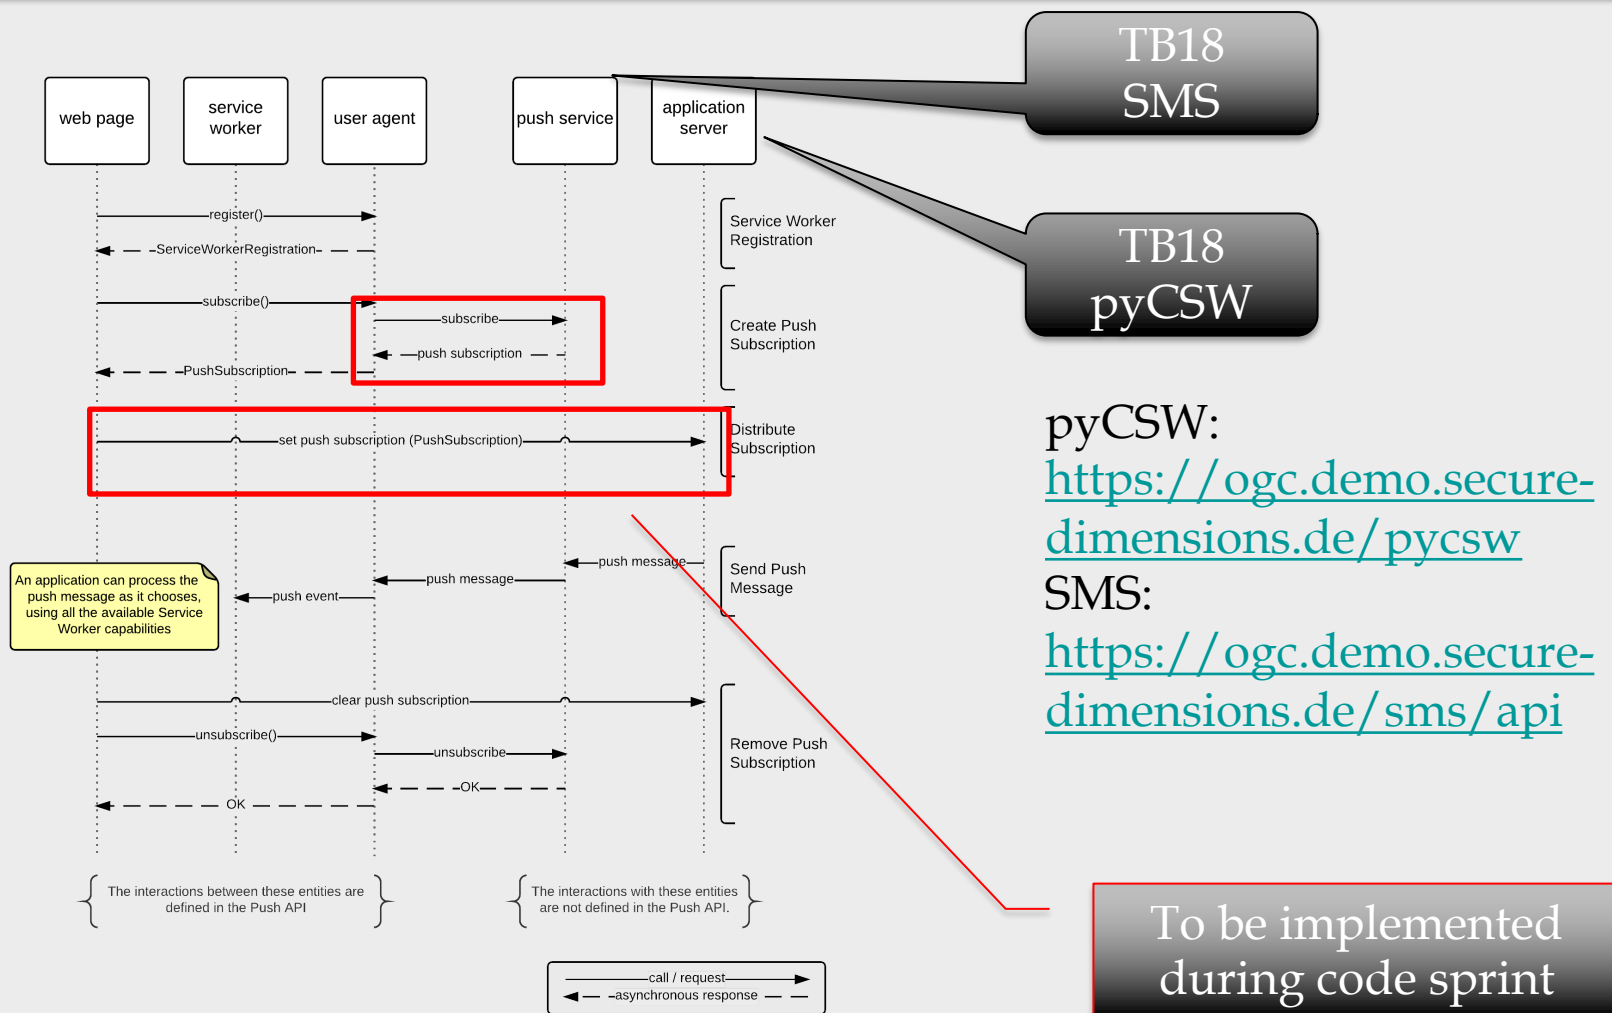 TB18
SMS
web page
service
worker
user agent
push service
application
server
register()
Service Worker
Registration
ServiceWorkerRegistration
TB18
pyCSW
subscribe()
subscribe
Create Push
Subscription
push subscription
PushSubscription
set push subscription (PushSubscription)
Distribute
Subscription
pyCSW:
https://ogc.demo.secure-
dimensions.de/pycsw
SMS:
https://ogc.demo.secure-
dimensions.de/sms/api
push message
push message
push event
Send Push
Message
An application can process the
push message as it chooses,
using all the available Service
Worker capabilities
clear push subscription
unsubscribe()
unsubscribe
Remove Push
Subscription
OK
OK
The interactions between these entities are
defined in the Push API
The interactions with these entities
are not defined in the Push API.
To be implemented
during code sprint
call / request
asynchronous response